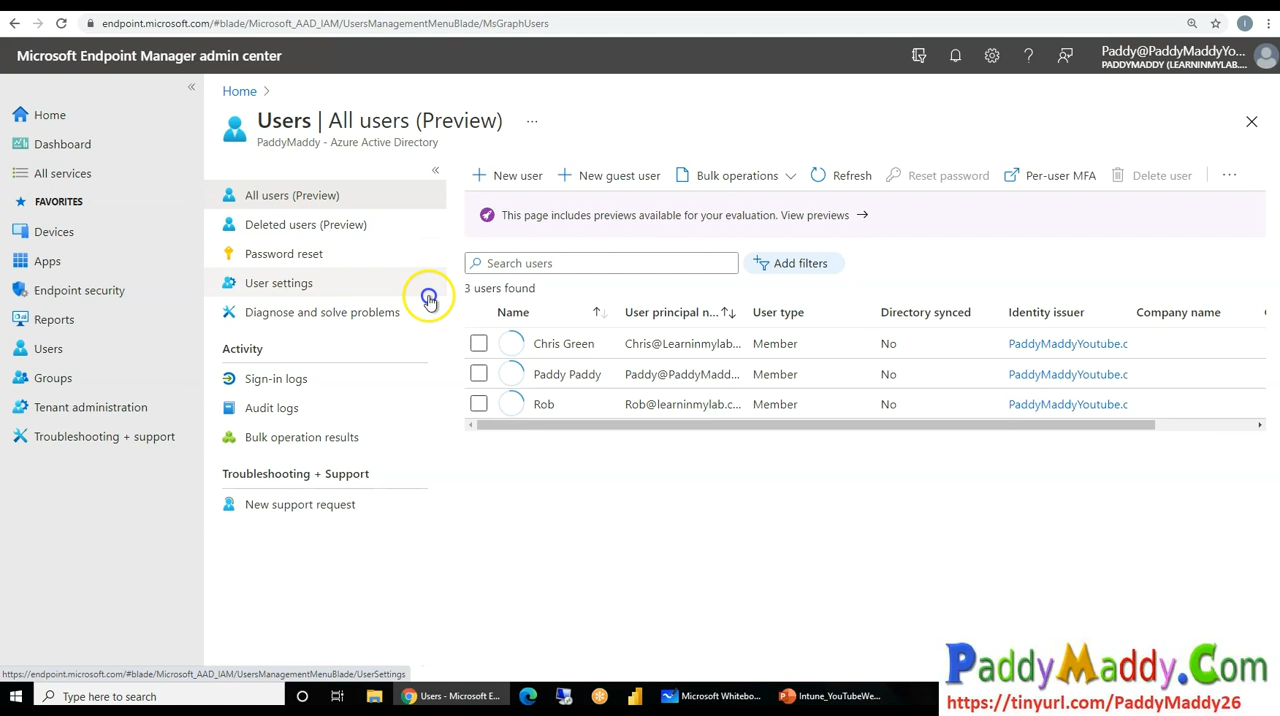 endpoint.microsoft.com/#blade/Microsoft_AAD_IAM/UsersManagementMenuBlade/MsGraphUsers
Microsoft Endpoint Manager admin center
Paddy@PaddyMaddyYo...
PADDYMADDY (LEARNINMYLAB....
Home
Dashboard
All services
FAVORITES
Devices
Apps
Endpoint security
Reports
Users
Groups
Tenant administration
Troubleshooting + support
Home
Users | All users (Preview) ...
PaddyMaddy - Azure Active Directory
All users (Preview)
Deleted users (Preview)
Password reset
User settings
Diagnose and solve problems
Activity
Sign-in logs
Audit logs
Bulk operation results
Troubleshooting + Support
New support request
New user New guest user Bulk operations Refresh Reset password Per-user MFA Delete user ...
This page includes previews available for your evaluation. View previews →
Search users Add filters
3 users found
Name User principal n... User type Directory synced Identity issuer Company name
Chris Green Chris@Learninmylab... Member No PaddyMaddyYoutube.c
Paddy Paddy Paddy@PaddyMadd... Member No PaddyMaddyYoutube.c
Rob Rob@learninmylab.c... Member No PaddyMaddyYoutube.c
https://endpoint.microsoft.com/#blade/Microsoft_AAD_IAM/UsersManagementMenuBlade/UserSettings
Type here to search
Users - Microsoft E...
Microsoft Whitebo...
Intune_YouTubeWe...
PaddyMaddy.Com
https://tinyurl.com/PaddyMaddy26